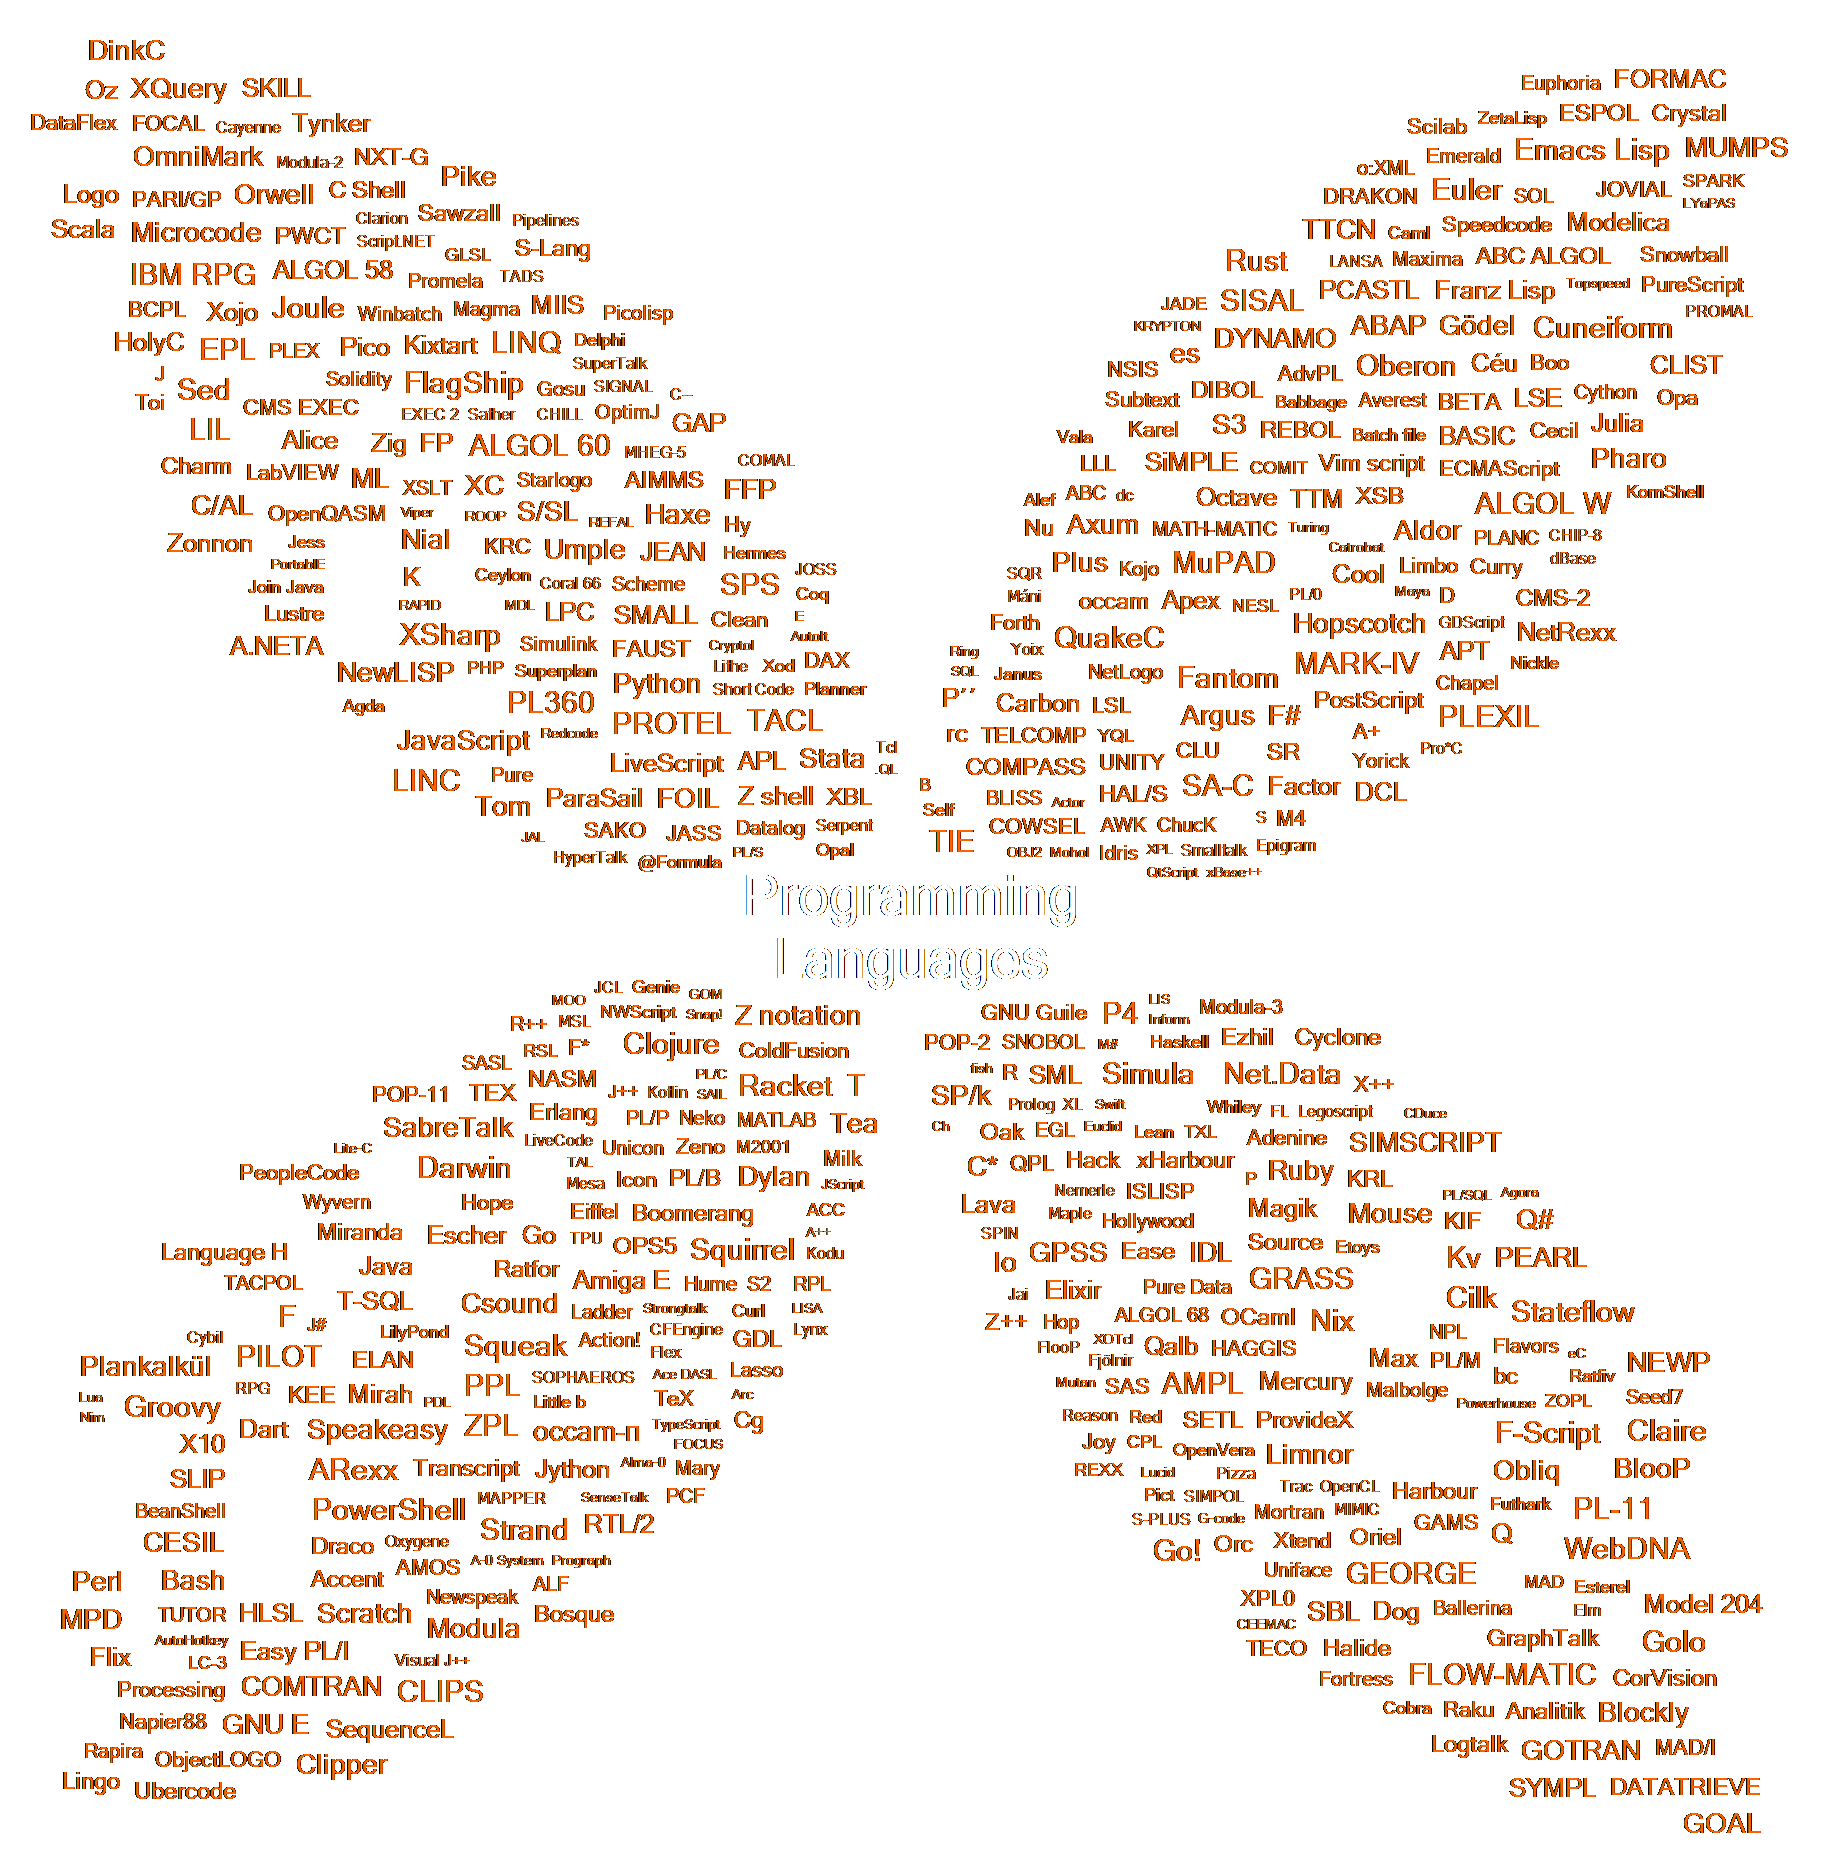 DinkC
Oz XQuery SKILL
DataFlex FOCAL Cayenne Tynker
OmniMark Modula-2 NXT-G
Pike
Logo PARI/GP Orwell C Shell
Clarion Sawzall Pipelines
Scala Microcode PWCT ScriptLNET
GLSL S-Lang
IBM RPG ALGOL 58 Promela TADS
BCPL Xojo Joule Winbatch Magma MIIS Picolisp
HolyC EPL PLEX Pico Kixtart LINQ Delphi
SuperTalk
J Sed Solidity FlagShip Gosu SIGNAL C--
Toi CMS EXEC EXEC 2 Sather CHILL OptimJ GAP
LIL Alice Zig FP ALGOL 60 MHEG-5 COMAL
Charm LabVIEW ML XSLT XC Starlogo AIMMS FFP
C/AL OpenQASM Viper ROOP S/SL REFAL Haxe Hy
Zonnon Jess Nial KRC Umple JEAN Hermes
PortablE K Ceylon Coral 66 Scheme SPS JOSS
Join Java Coq
Lustre RAPID MDL LPC SMALL Clean E
A.NETA XSharp Simulink FAUST Cryptol AutoIt
NewLISP PHP Superplan Python Lithe Xod DAX
Short Code Planner
Agda PL360 PROTEL TACL
JavaScript Redcode LiveScript APL Stata Tcl
.QL
LINC Pure ParaSail FOIL Z shell XBL
Tom SAKO JASS Datalog Serpent
JAL HyperTalk @Formula PL/S Opal
Euphoria FORMAC
Scilab ZetaLisp ESPOL Crystal
o:XML Emerald Emacs Lisp MUMPS
DRAKON Euler SOL JOVIAL SPARK
LYaPAS
TTCN Caml Speedcode Modelica
Rust LANSA Maxima ABC ALGOL Snowball
JADE SISAL PCASTL Franz Lisp Topspeed PureScript
KRYPTON DYNAMO ABAP Gödel Cuneiform PROMAL
NSIS es AdvPL Oberon Céu Boo CLIST
Subtext DIBOL Babbage Averest BETA LSE Cython Opa
Vala Karel S3 REBOL Batch file BASIC Cecil Julia
LLL SiMPLE COMIT Vim script ECMAScript Pharo
Alef ABC dc Octave TTM XSB ALGOL W KornShell
Nu Axum MATH-MATIC Turing Aldor PLANC CHIP-8
SQR Plus Kojo MuPAD Catrobat Cool Limbo Curry dBase
Máni occam Apex NESL PL/0 Maya D CMS-2
Forth QuakeC Hopscotch GDScript NetRexx
Ring Yoix MARK-IV APT Nickle
SQL Janus NetLogo Fantom Chapel
P′′ Carbon LSL Argus F# PostScript PLEXIL
rc TELCOMP YQL CLU SR A+ Pro*C
COMPASS UNITY Yorick
B BLISS Actor HAL/S SA-C Factor DCL
Self COWSEL AWK ChucK S M4
TIE OBJ2 Mohol Idris XPL Smalltalk Epigram
QtScript xBase++
Programming
Languages
MOO JCL Genie GOM
R++ MSL NWScript Snap! Z notation
SASL RSL F* Clojure ColdFusion
POP-11 TEX NASM J++ Kotlin PL/C SAIL Racket T
SabreTalk Erlang PL/P Neko MATLAB Tea
Lite-C LiveCode Unicon Zeno M2001
PeopleCode Darwin TAL Mesa Icon PL/B Dylan Milk JScript
Wyvern Hope Eiffel Boomerang ACC
Miranda Escher Go TPU OPS5 Squirrel A++ Kodu
Language H Java Ratfor Amiga E Hume S2 RPL
TACPOL T-SQL Csound Ladder Strongtalk Curl LISA
F J# LilyPond Squeak Action! CFEngine GDL Lynx
Cybil Flex
Plankalkül PILOT ELAN PPL SOPHAEROS Ace DASL Lasso
Lua RPG KEE Mirah PDL Little b TeX Arc
Nim Groovy Dart Speakeasy ZPL occam-π TypeScript Cg
X10 FOCUS
SLIP ARexx Transcript Jython Alma-0 Mary
BeanShell PowerShell MAPPER SenseTalk PCF
CESIL Draco Oxygene Strand RTL/2
Perl Bash Accent AMOS A-0 System Prograph
MPD TUTOR HLSL Scratch Newspeak ALF
Modula Bosque
Flix AutoHotkey LC-3 Easy PL/I Visual J++
Processing COMTRAN CLIPS
Napier88 GNU E SequenceL
Rapira ObjectLOGO Clipper
Lingo Ubercode
GNU Guile P4 LIS Inform Modula-3
POP-2 SNOBOL M# Haskell Ezhil Cyclone
fish R SML Simula Net.Data X++
SP/k Prolog XL Swift Whiley FL Legoscript CDuce
Ch Oak EGL Euclid Lean TXL Adenine SIMSCRIPT
C* QPL Hack xHarbour P Ruby KRL
Lava Nemerle ISLISP PL/SQL Agora
SPIN Maple Hollywood Magik Mouse KIF Q#
Io GPSS Ease IDL Source Etoys Kv PEARL
Jai Elixir Pure Data GRASS Cilk
Z++ Hop ALGOL 68 OCaml Nix Stateflow
FlooP XOTcl Qalb HAGGIS NPL Flavors eC
Fjölnir Max PL/M NEWP
Mutan SAS AMPL Mercury Malbolge bc Ratfiv
Powerhouse ZOPL Seed7
Reason Red SETL ProvideX F-Script Claire
Joy CPL OpenVera Limnor
REXX Lucid Pizza Obliq BlooP
Pict SIMPOL Trac OpenCL Harbour Futhark PL-11
S-PLUS G-code Mortran MIMIC GAMS Q
Go! Orc Xtend Oriel WebDNA
Uniface GEORGE MAD Esterel
XPL0 SBL Dog Ballerina Elm Model 204
CEEMAC
TECO Halide GraphTalk Golo
Fortress FLOW-MATIC CorVision
Cobra Raku Analitik Blockly
Logtalk GOTRAN MAD/I
SYMPL DATATRIEVE
GOAL